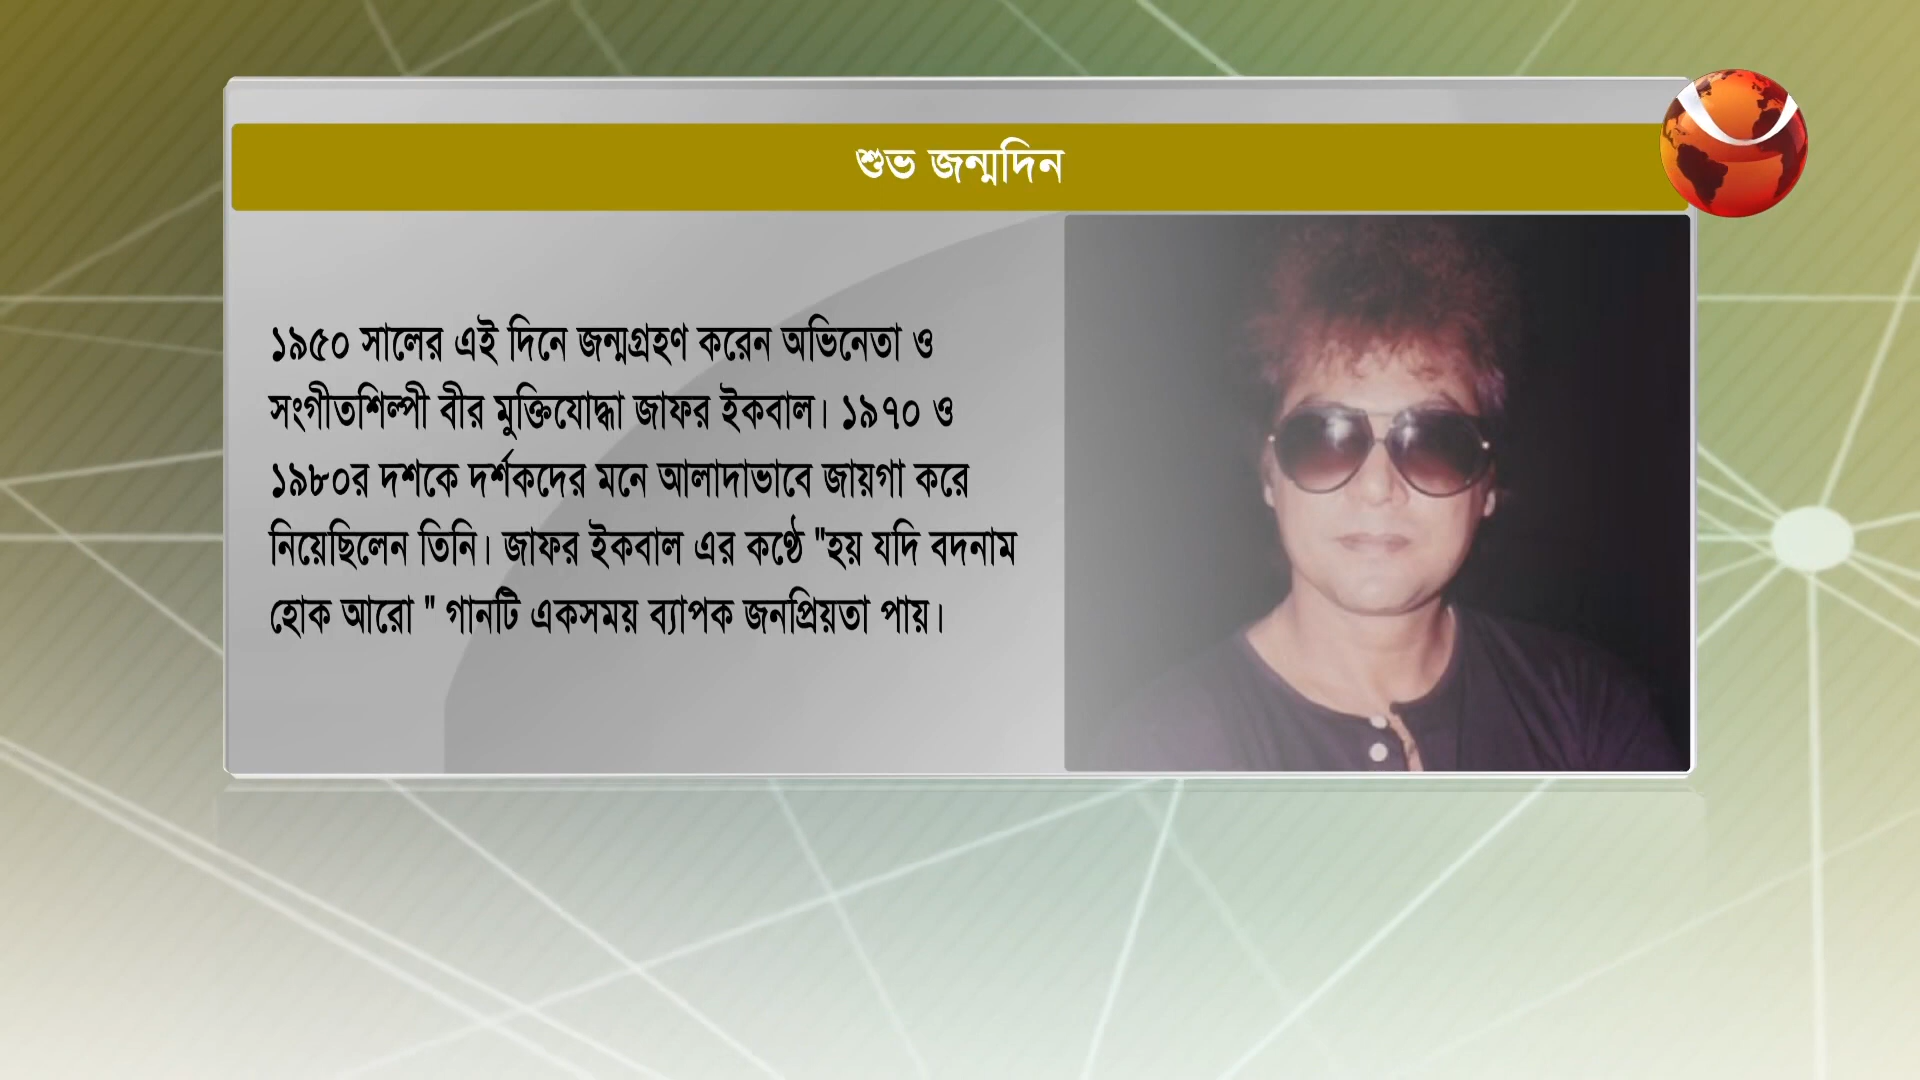 শুভ জন্মদিন
১৯৫০ সালের এই দিনে জন্মগ্রহণ করেন অভিনেতা ও
সংগীতশিল্পী বীর মুক্তিযোদ্ধা জাফর ইকবাল। ১৯৭০ ও
১৯৮০র দশকে দর্শকদের মনে আলাদাভাবে জায়গা করে
নিয়েছিলেন তিনি। জাফর ইকবাল এর কণ্ঠে "হয় যদি বদনাম
হোক আরো " গানটি একসময় ব্যাপক জনপ্রিয়তা পায়।